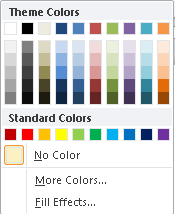 Theme Colors
Standard Colors
No Color
More Colors...
Fill Effects...